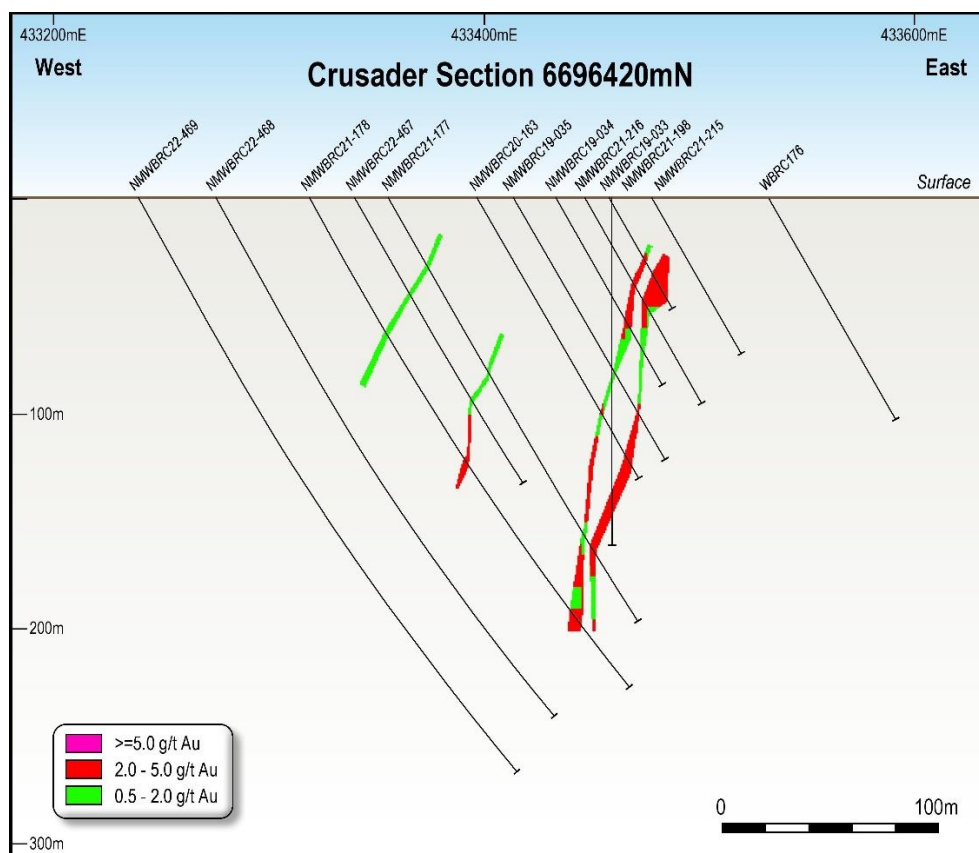 433200mE
433400mE
433600mE
West
Crusader Section 6696420mN
East
NMWBRC22-469
NMWBRC22-468
NMWBRC21-178
NMWBRC22-467
NMWBRC21-177
NMWBRC20-163
NMWBRC19-035
NMWBRC19-034
NMWBRC21-216
NMWBRC19-033
NMWBRC21-198
NMWBRC21-215
WBRC176
Surface
100m
200m
300m
>=5.0 g/t Au
2.0 - 5.0 g/t Au
0.5 - 2.0 g/t Au
0
100m